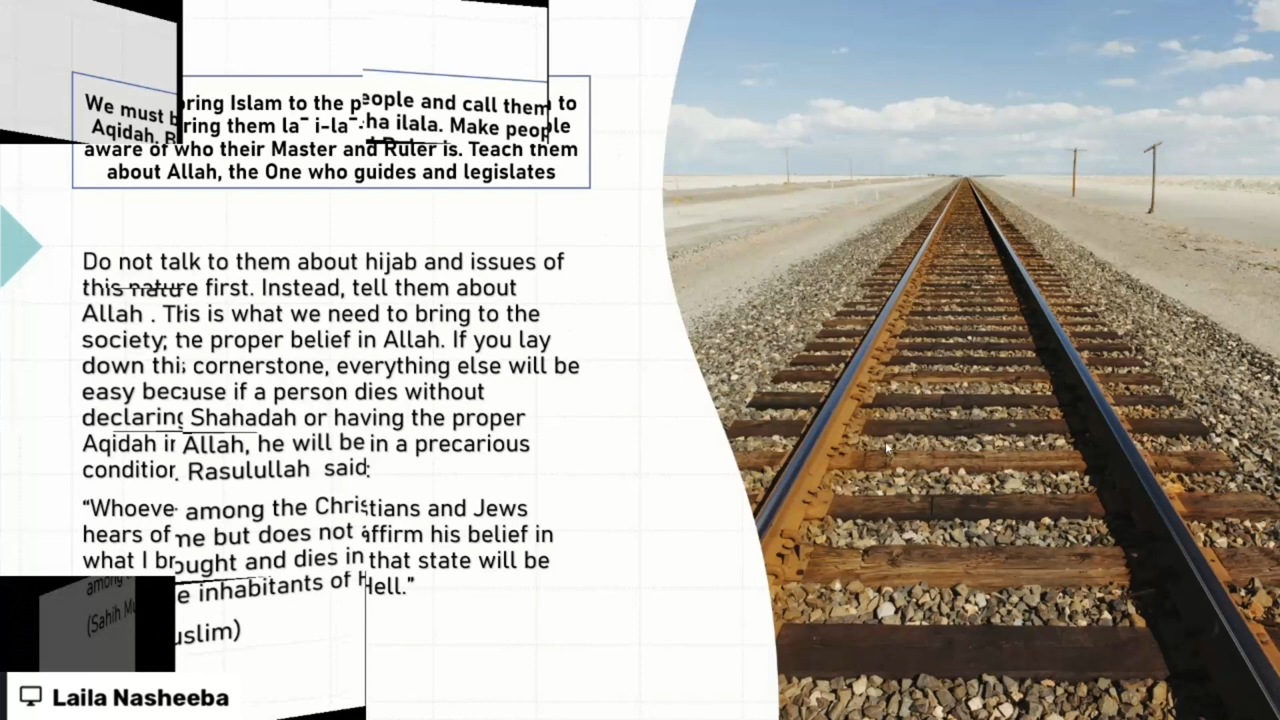 We must b ring Islam to the people and call them to
Aqidah. R ring them la¯ i-la¯ ha ilala. Make people
aware of who their Master and Ruler is. Teach them
about Allah, the One who guides and legislates
Do not talk to them about hijab and issues of
this nature first. Instead, tell them about
Allah . This is what we need to bring to the
society; the proper belief in Allah. If you lay
down this cornerstone, everything else will be
easy because if a person dies without
declaring Shahadah or having the proper
Aqidah in Allah, he will be in a precarious
condition. Rasulullah said:
“Whoever among the Christians and Jews
hears of me but does not affirm his belief in
what I brought and dies in that state will be
among e inhabitants of Hell.”
(Sahih Muslim)
Laila Nasheeba